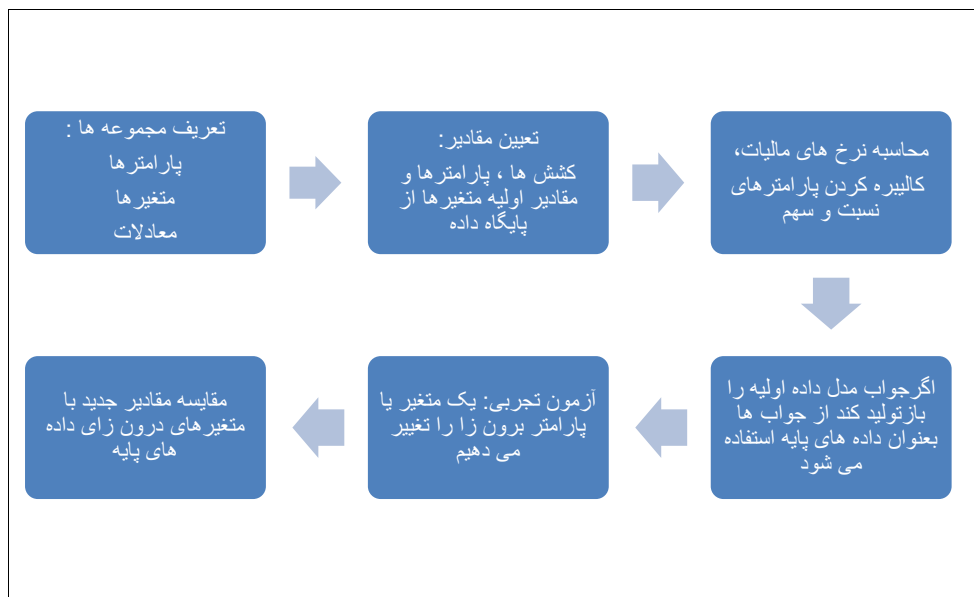 تعریف مجموعه ها :
پارامترها
متغیرها
معادلات
تعیین مقادیر:
کشش ها ، پارامترها و
مقادیر اولیه متغیرها از
پایگاه داده
محاسبه نرخ های مالیات،
کالیبره کردن پارامترهای
نسبت و سهم
اگرجواب مدل داده اولیه را
بازتولید کند از جواب ها
بعنوان داده های پایه استفاده
می شود
آزمون تجربی: یک متغیر یا
پارامتر برون زا را تغییر
می دهیم
مقایسه مقادیر جدید با
متغیرهای درون زای داده
های پایه